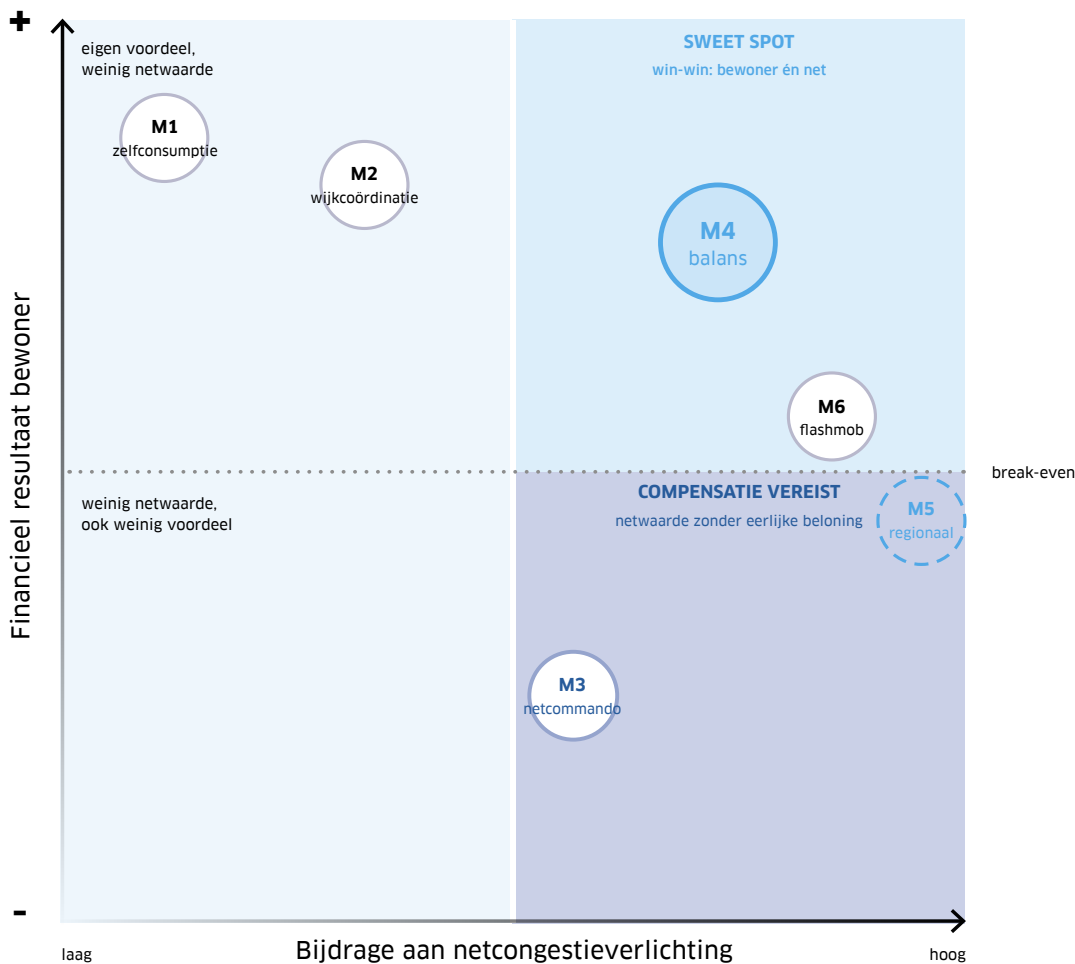 +
eigen voordeel,
weinig netwaarde
SWEET SPOT
win-win: bewoner én net
M1
zelfconsumptie
M2
wijkcoördinatie
M4
balans
M6
flashmob
Financieel resultaat bewoner
break-even
weinig netwaarde,
ook weinig voordeel
COMPENSATIE VEREIST
netwaarde zonder eerlijke beloning
M5
regionaal
M3
netcommando
-
laag
Bijdrage aan netcongestieverlichting
hoog